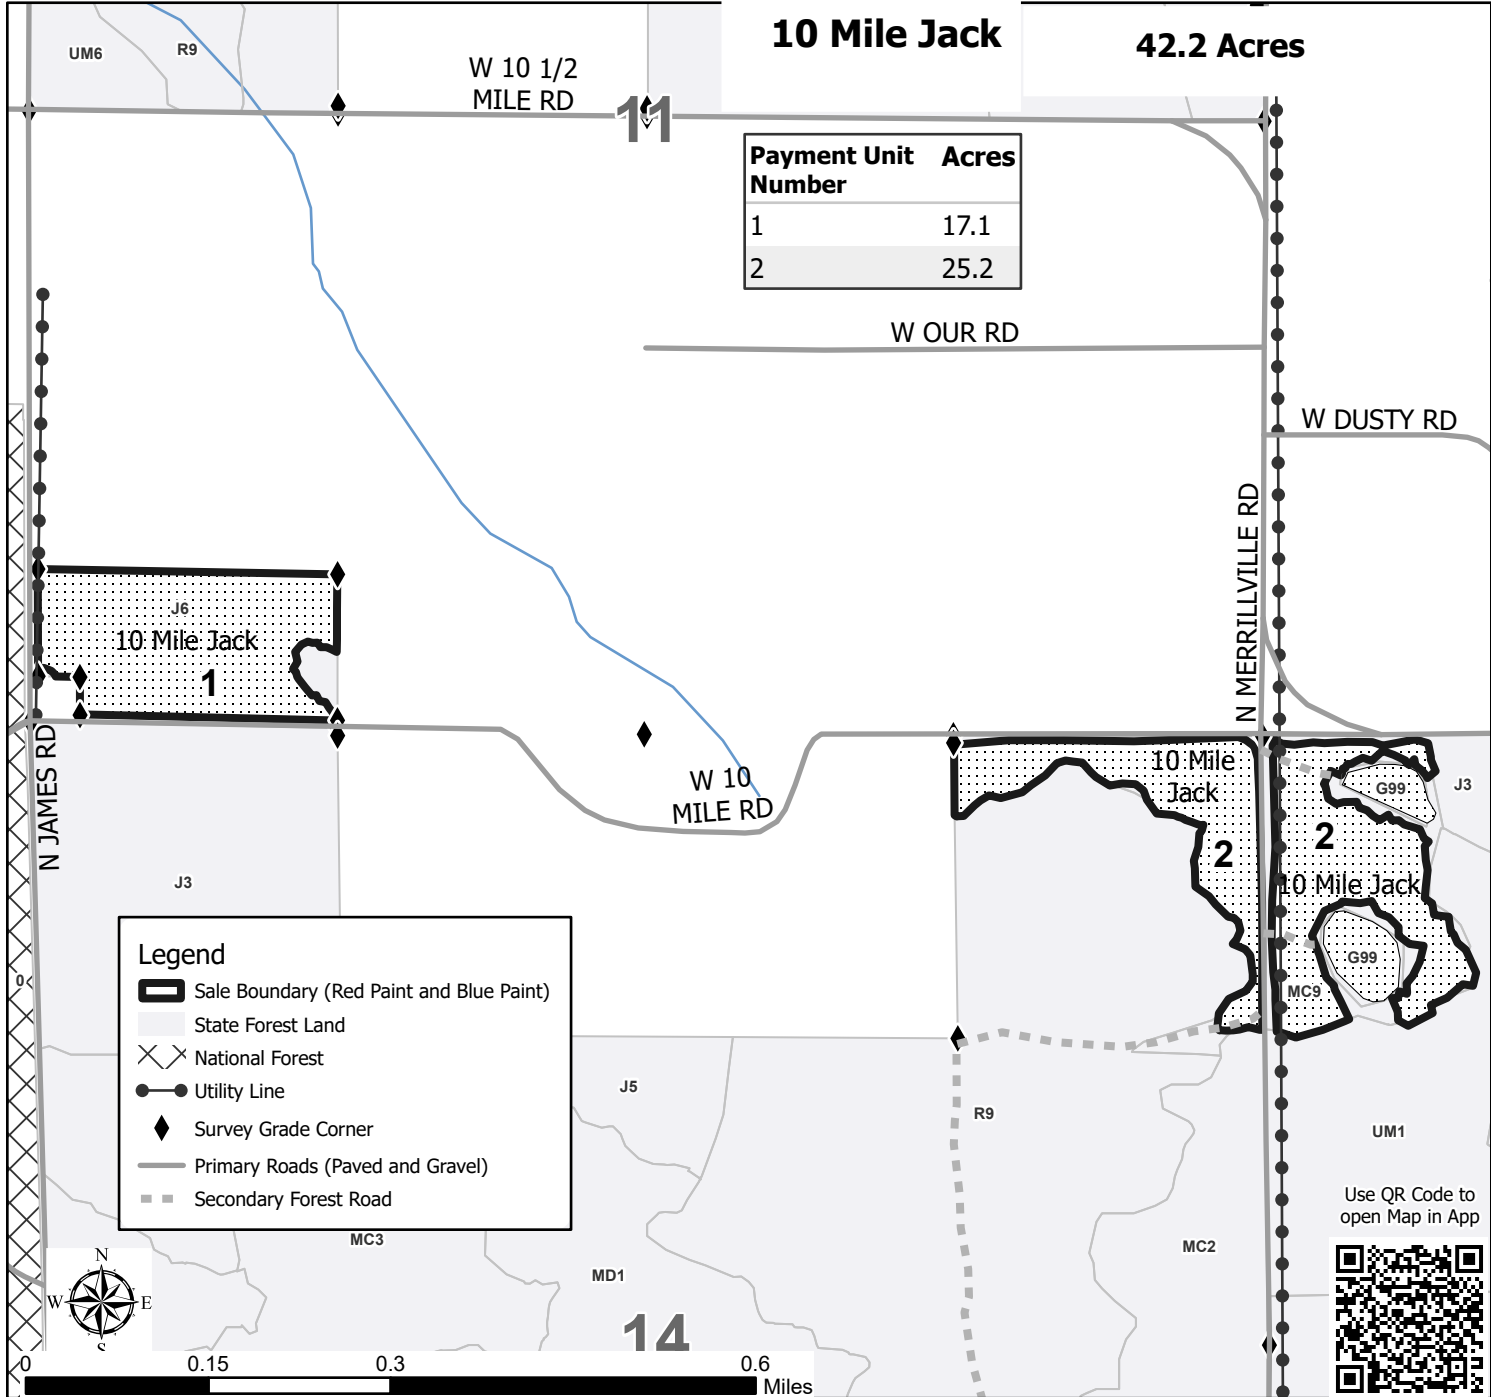 10 Mile Jack
42.2 Acres
UM6
R9
W 10 1/2
MILE RD
11
Payment Unit Acres
Number
1 17.1
2 25.2
W OUR RD
W DUSTY RD
N MERRILLVILLE RD
J6
10 Mile Jack
1
N JAMES RD
W 10
MILE RD
10 Mile
Jack
2
G99
J3
2
10 Mile Jack
G99
MC9
J3
0
Legend
Sale Boundary (Red Paint and Blue Paint)
State Forest Land
National Forest
Utility Line
Survey Grade Corner
Primary Roads (Paved and Gravel)
Secondary Forest Road
J5
R9
UM1
MC3
MD1
MC2
14
Use QR Code to
open Map in App
N
W E
S
0 0.15 0.3 0.6
Miles